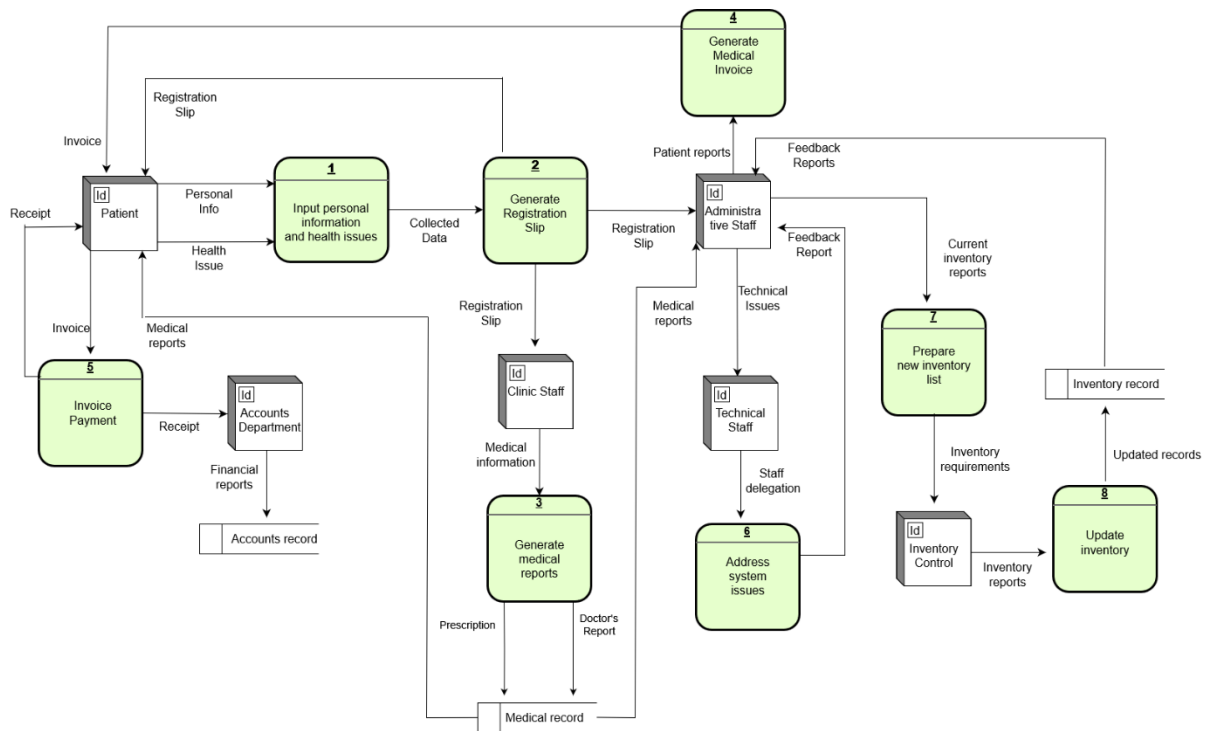 4
Generate
Medical
Invoice
Registration
Slip
Invoice
Patient reports
Feedback
Reports
Id
Patient
Receipt
Personal
Info
Health
Issue
1
Input personal
information
and health issues
Collected
Data
2
Generate
Registration
Slip
Registration
Slip
Id
Administra
tive Staff
Feedback
Report
Current
inventory
reports
Invoice
Medical
reports
Registration
Slip
Medical
reports
Technical
Issues
5
Invoice
Payment
Receipt
Id
Accounts
Department
Id
Clinic Staff
Id
Technical
Staff
7
Prepare
new inventory
list
Inventory record
Financial
reports
Medical
information
Staff
delegation
Inventory
requirements
Updated records
Accounts record
3
Generate
medical
reports
6
Address
system
issues
Id
Inventory
Control
Inventory
reports
8
Update
inventory
Prescription
Doctor's
Report
Medical record